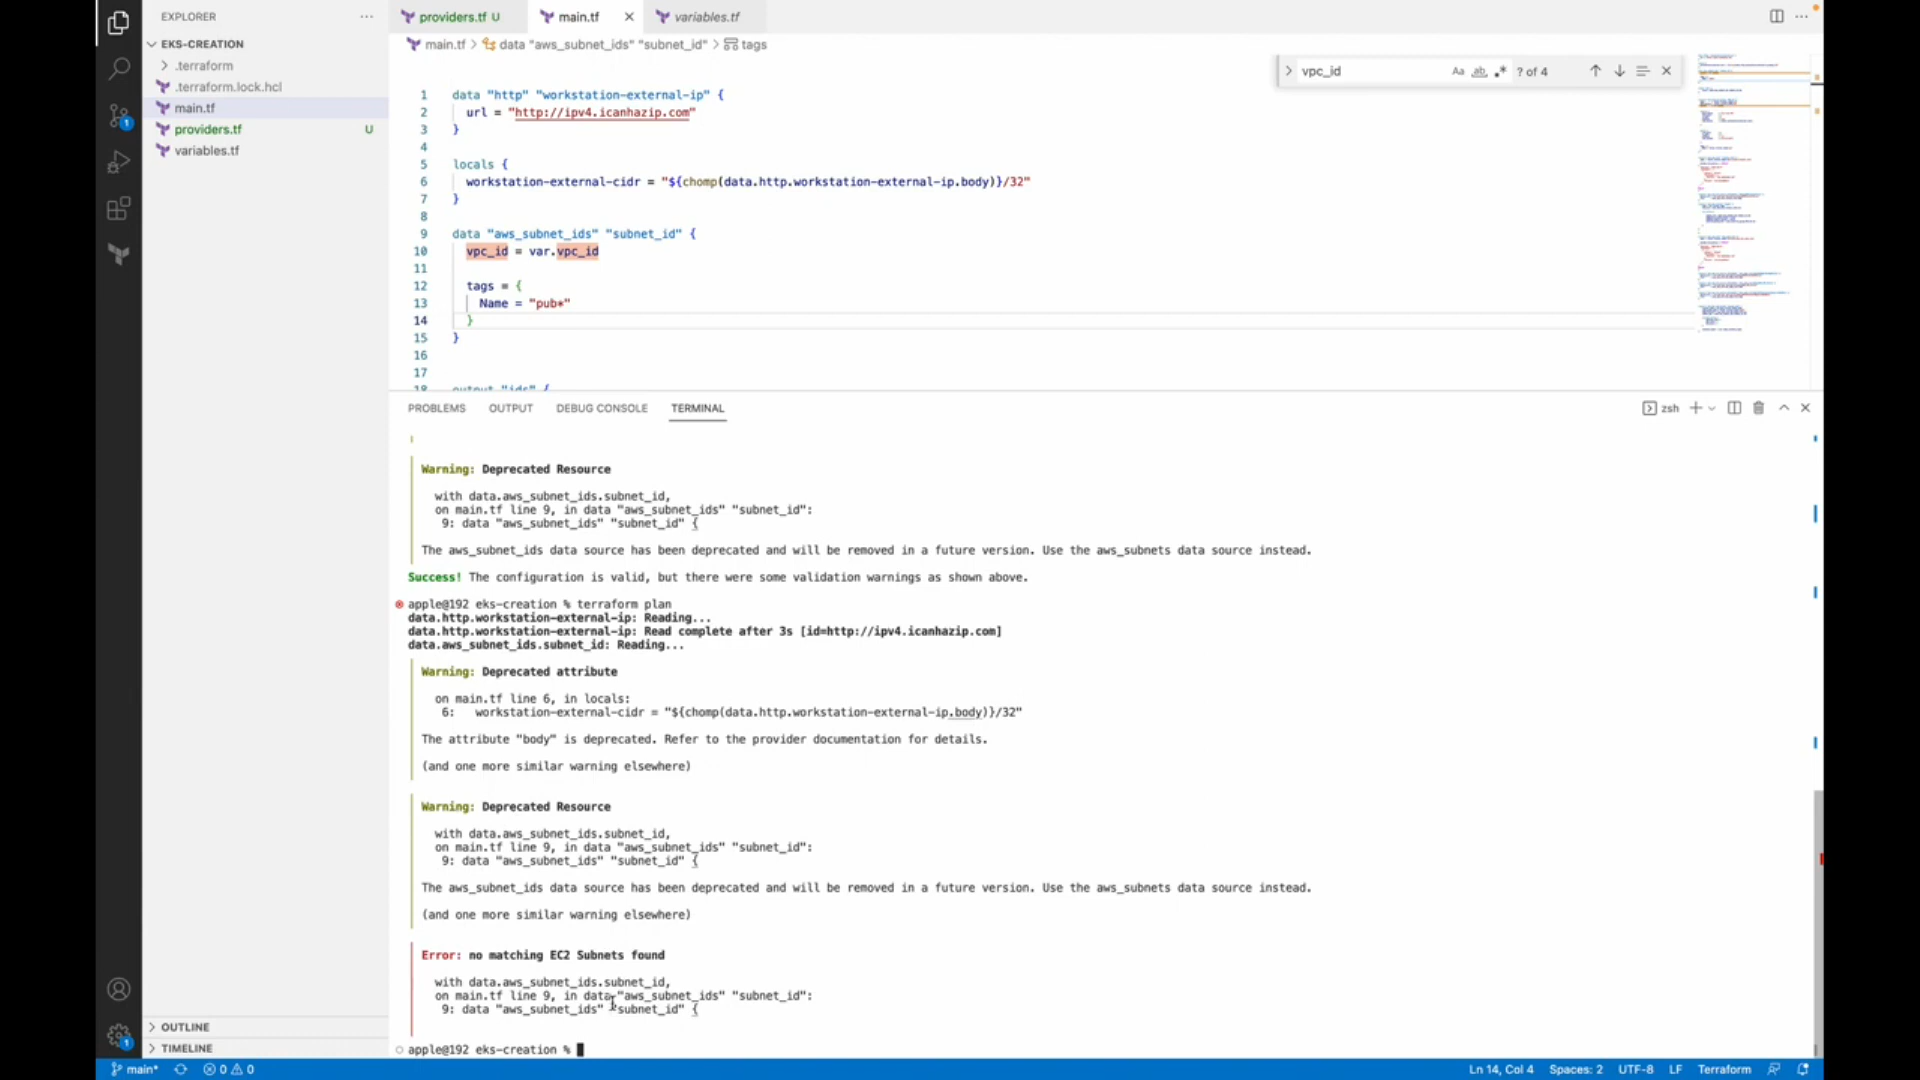 EXPLORER
providers.tf U
main.tf
variables.tf
EKS-CREATION
main.tf > data "aws_subnet_ids" "subnet_id" > tags
.terraform
.terraform.lock.hcl
main.tf
providers.tf U
variables.tf
vpc_id
Aa ab ? of 4
1 data "http" "workstation-external-ip" {
2 url = "http://ipv4.icanhazip.com"
3 }
4
5 locals {
6 workstation-external-cidr = "${chomp(data.http.workstation-external-ip.body)}/32"
7 }
8
9 data "aws_subnet_ids" "subnet_id" {
10 vpc_id = var.vpc_id
11
12 tags = {
13 Name = "pub*"
14 }
15 }
16
17
18 output "ids" {
PROBLEMS OUTPUT DEBUG CONSOLE TERMINAL
zsh
Warning: Deprecated Resource
with data.aws_subnet_ids.subnet_id,
on main.tf line 9, in data "aws_subnet_ids" "subnet_id":
9: data "aws_subnet_ids" "subnet_id" {
The aws_subnet_ids data source has been deprecated and will be removed in a future version. Use the aws_subnets data source instead.
Success! The configuration is valid, but there were some validation warnings as shown above.
apple@192 eks-creation % terraform plan
data.http.workstation-external-ip: Reading...
data.http.workstation-external-ip: Read complete after 3s [id=http://ipv4.icanhazip.com]
data.aws_subnet_ids.subnet_id: Reading...
Warning: Deprecated attribute
on main.tf line 6, in locals:
6: workstation-external-cidr = "${chomp(data.http.workstation-external-ip.body)}/32"
The attribute "body" is deprecated. Refer to the provider documentation for details.
(and one more similar warning elsewhere)
Warning: Deprecated Resource
with data.aws_subnet_ids.subnet_id,
on main.tf line 9, in data "aws_subnet_ids" "subnet_id":
9: data "aws_subnet_ids" "subnet_id" {
The aws_subnet_ids data source has been deprecated and will be removed in a future version. Use the aws_subnets data source instead.
(and one more similar warning elsewhere)
Error: no matching EC2 Subnets found
with data.aws_subnet_ids.subnet_id,
on main.tf line 9, in data "aws_subnet_ids" "subnet_id":
9: data "aws_subnet_ids" "subnet_id" {
apple@192 eks-creation %
OUTLINE
TIMELINE
main* 0 0
Ln 14, Col 4 Spaces: 2 UTF-8 LF Terraform